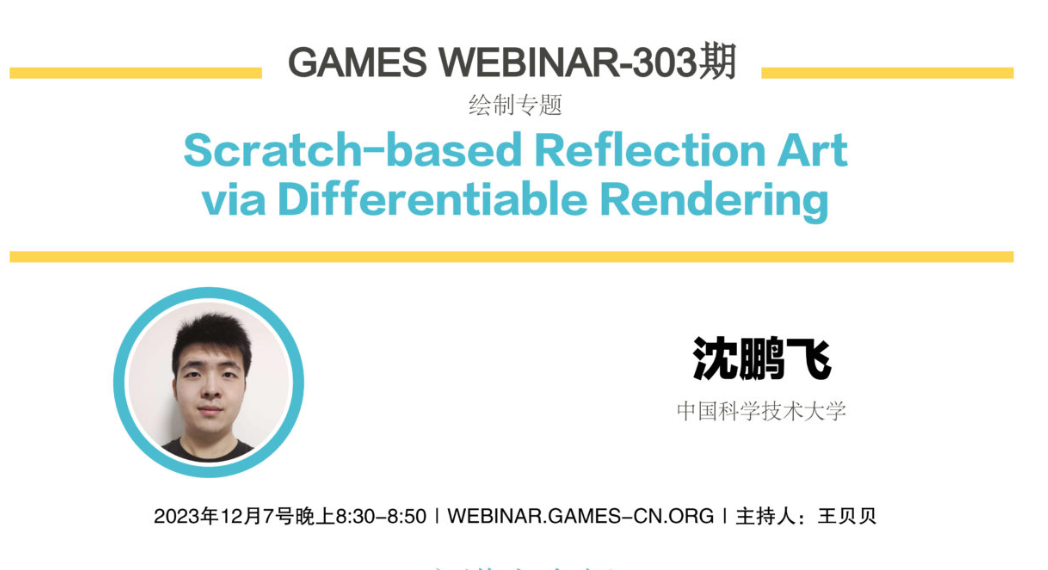 GAMES WEBINAR-303期
绘制专题
Scratch-based Reflection Art
via Differentiable Rendering
沈鹏飞
中国科学技术大学
2023年12月7号晚上8:30-8:50 | WEBINAR.GAMES-CN.ORG | 主持人：王贝贝